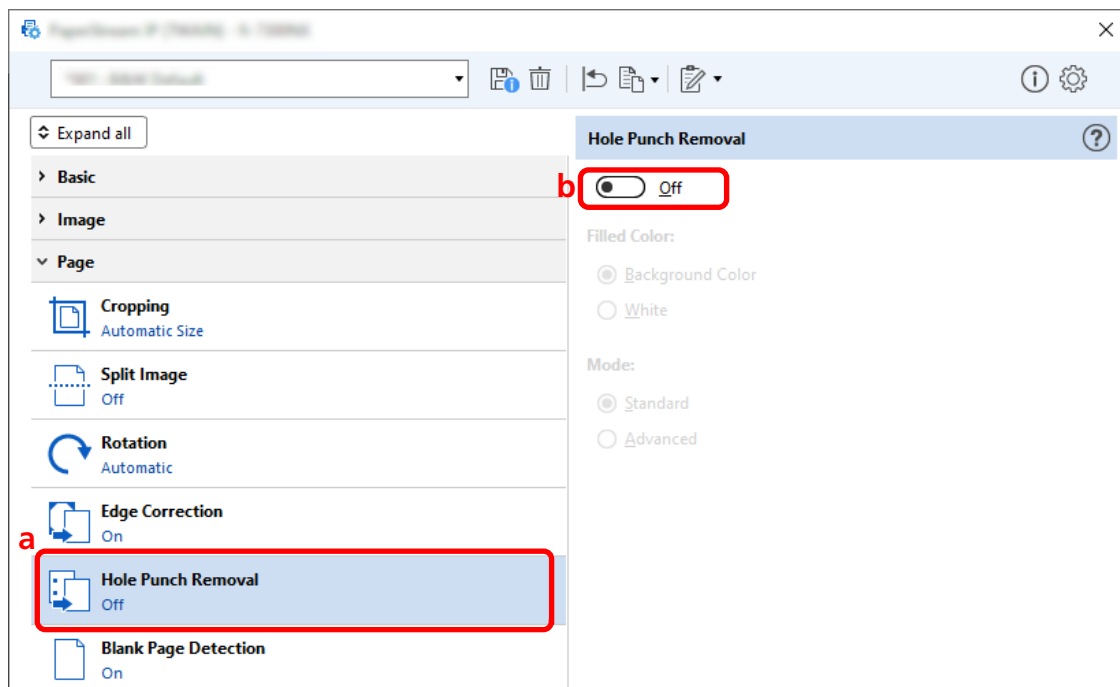 Expand all
Basic
Image
Page
Cropping
Automatic Size
Split Image
Off
Rotation
Automatic
Edge Correction
On
a
Hole Punch Removal
Off
Blank Page Detection
On
Hole Punch Removal
b
Off
Filled Color:
Background Color
White
Mode:
Standard
Advanced